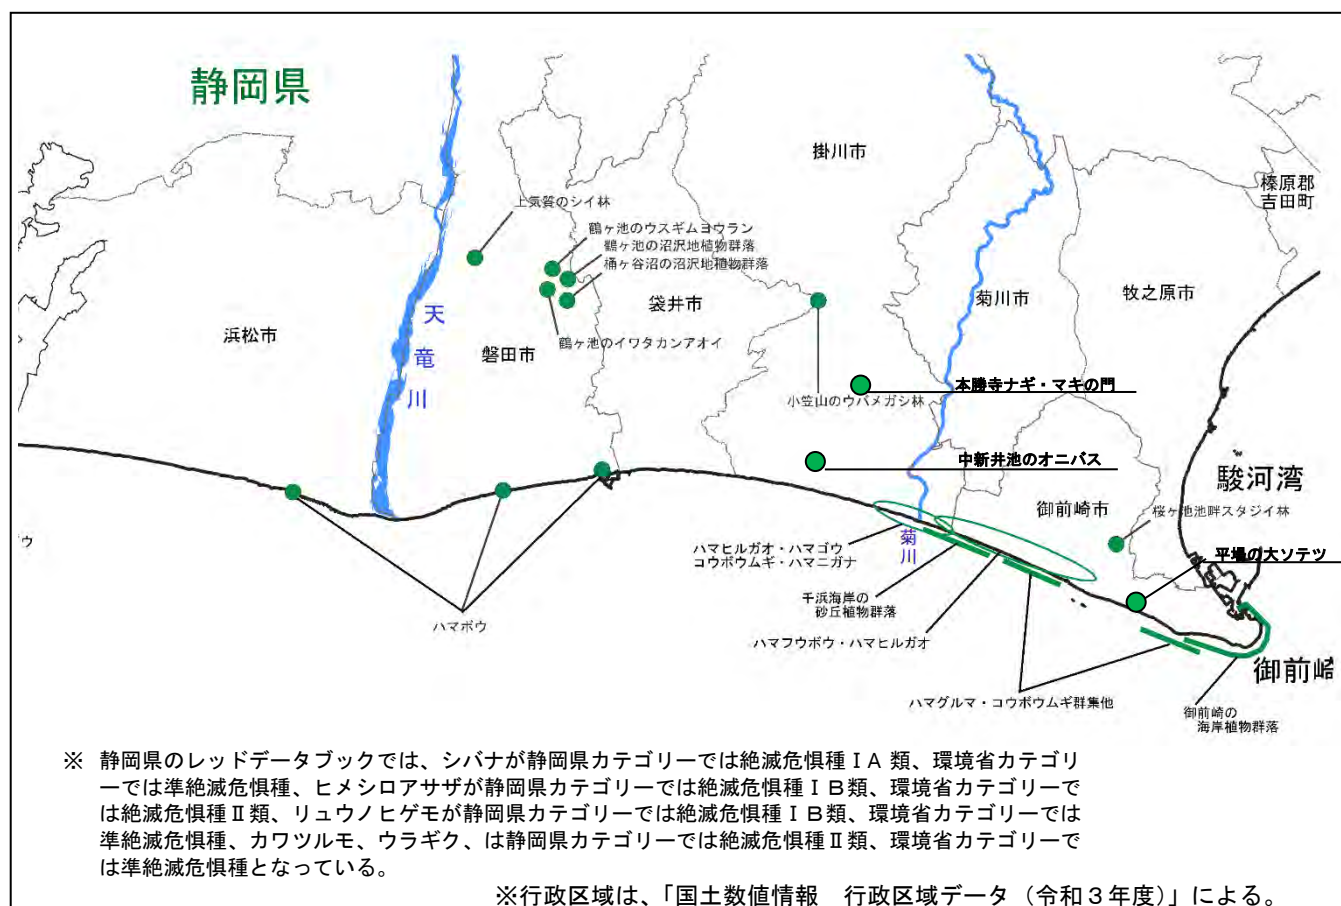 静岡県
掛川市
榛原郡
吉田町
上気賀のシイ林
鶴ヶ池のウスギムヨウラン
鶴ヶ池の沼沢地植物群落
桶ヶ谷沼の沼沢地植物群落
菊川市
牧之原市
袋井市
天竜川
浜松市
磐田市
鶴ヶ池のイワタカンアオイ
本勝寺ナギ・マキの門
小笠山のウバメガシ林
中新井池のオニバス
駿河湾
御前崎市
桜ヶ池池畔スタジイ林
ウ
菊川
ハマヒルガオ・ハマゴウ
コウボウムギ・ハマニガナ
平場の大ソテツ
千浜海岸の
砂丘植物群落
ハマボウ
ハマフウボウ・ハマヒルガオ
御前崎
ハマグルマ・コウボウムギ群集他
御前崎の
海岸植物群落
※ 静岡県のレッドデータブックでは、シバナが静岡県カテゴリーでは絶滅危惧種ⅠA 類、環境省カテゴリ
ーでは準絶滅危惧種、ヒメシロアサザが静岡県カテゴリーでは絶滅危惧種ⅠB類、環境省カテゴリーで
は絶滅危惧種Ⅱ類、リュウノヒゲモが静岡県カテゴリーでは絶滅危惧種ⅠB類、環境省カテゴリーでは
準絶滅危惧種、カワツルモ、ウラギク、は静岡県カテゴリーでは絶滅危惧種Ⅱ類、環境省カテゴリーで
は準絶滅危惧種となっている。
※行政区域は、「国土数値情報 行政区域データ（令和３年度）」による。